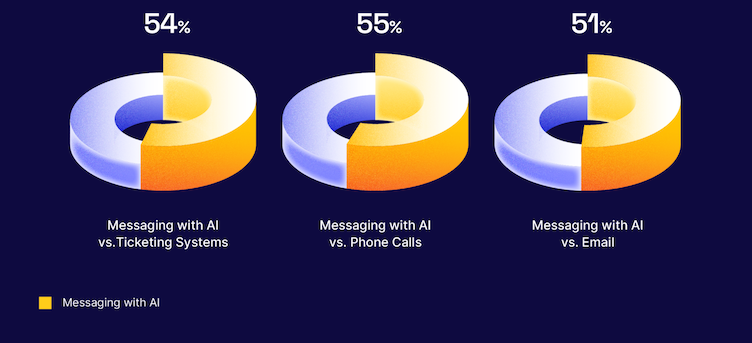 54%
55%
51%
Messaging with AI
vs.Ticketing Systems
Messaging with AI
vs. Phone Calls
Messaging with AI
vs. Email
Messaging with AI